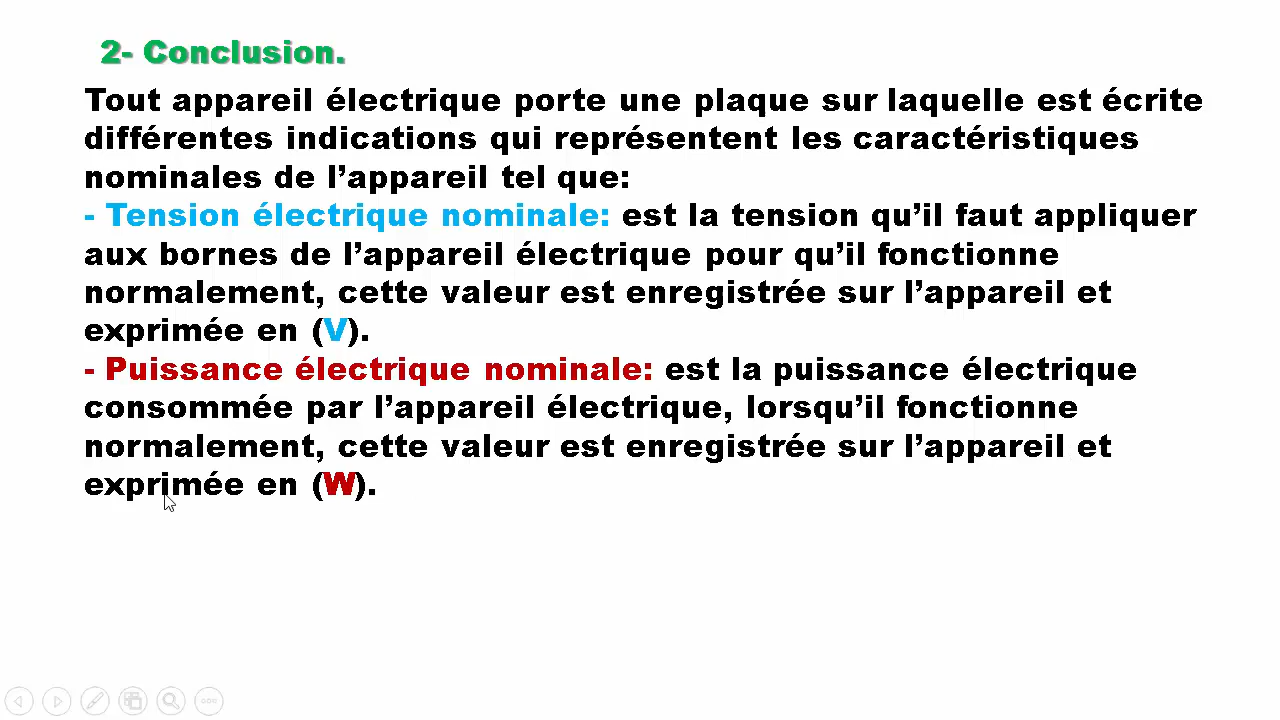 2- Conclusion.
Tout appareil électrique porte une plaque sur laquelle est écrite
différentes indications qui représentent les caractéristiques
nominales de l’appareil tel que:
- Tension électrique nominale: est la tension qu’il faut appliquer
aux bornes de l’appareil électrique pour qu’il fonctionne
normalement, cette valeur est enregistrée sur l’appareil et
exprimée en (V).
- Puissance électrique nominale: est la puissance électrique
consommée par l’appareil électrique, lorsqu’il fonctionne
normalement, cette valeur est enregistrée sur l’appareil et
exprimée en (W).